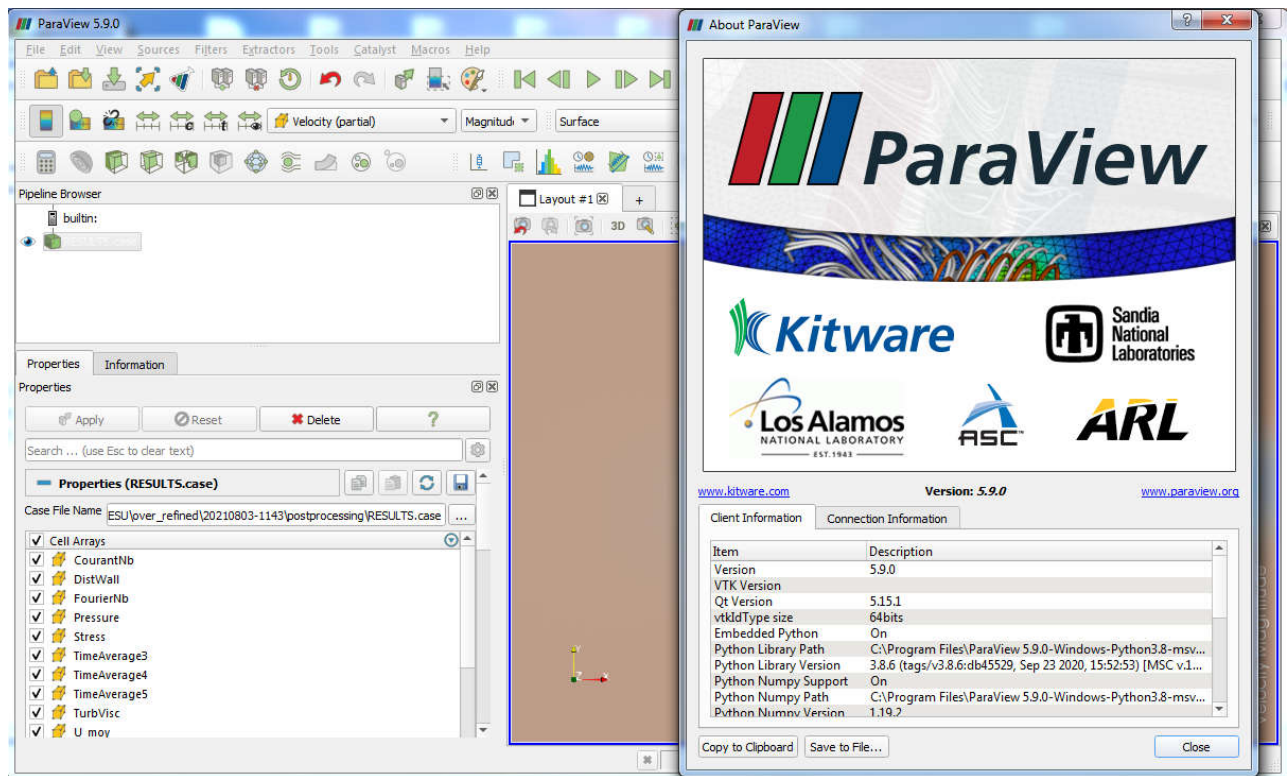 ParaView 5.9.0
File Edit View Sources Filters Extractors Tools Catalyst Macros Help
Velocity (partial)
Magnitud
Surface
Pipeline Browser
builtin:
Layout #1
+
3D
Properties Information
Properties
Apply Reset Delete ?
Search ... (use Esc to clear text)
Properties (RESULTS.case)
Case File Name ESU\over_refined\20210803-1143\postprocessing\RESULTS.case ...
Cell Arrays
CourantNb
DistWall
FourierNb
Pressure
Stress
TimeAverage3
TimeAverage4
TimeAverage5
TurbVisc
U_moy
Y
Z
X
Velocity Magnitude
About ParaView
ParaView
Kitware
Sandia
National
Laboratories
Los Alamos
NATIONAL LABORATORY
EST.1943
ASC™
ARL
www.kitware.com Version: 5.9.0 www.paraview.org
Client Information Connection Information
Item Description
Version 5.9.0
VTK Version
Qt Version 5.15.1
vtkIdType size 64bits
Embedded Python On
Python Library Path C:\Program Files\ParaView 5.9.0-Windows-Python3.8-msv...
Python Library Version 3.8.6 (tags/v3.8.6:db45529, Sep 23 2020, 15:52:53) [MSC v.1...
Python Numpy Support On
Python Numpy Path C:\Program Files\ParaView 5.9.0-Windows-Python3.8-msv...
Python Numpy Version 1.19.2
Copy to Clipboard Save to File... Close